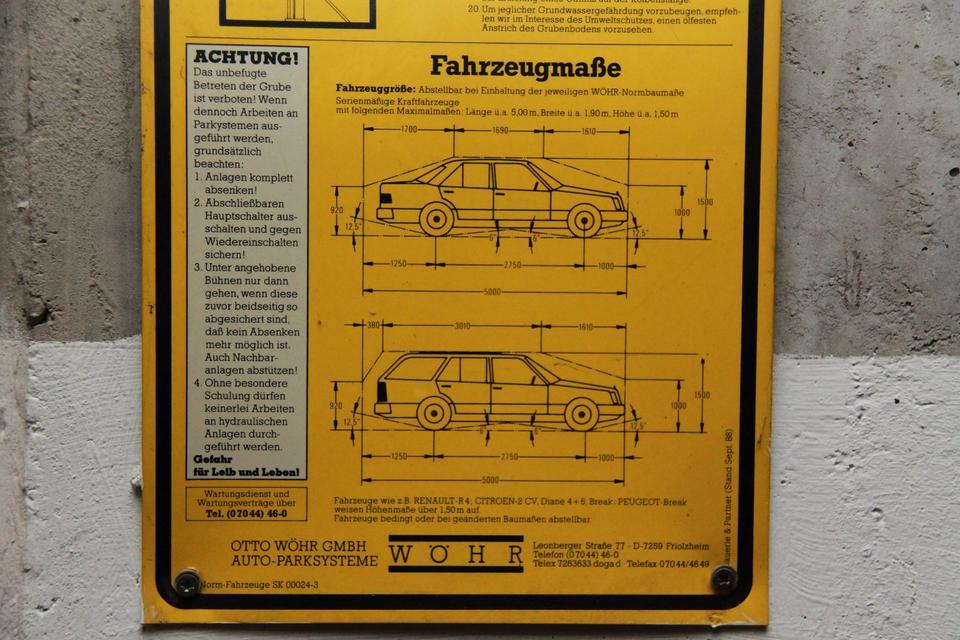 20. Um jeglicher Grundwassergefährdung vorzubeugen, empfeh-
len wir im Interesse des Umweltschutzes, einen ölfesten
Anstrich des Grubenbodens vorzusehen.
ACHTUNG!
Das unbefugte
Betreten der Grube
ist verboten! Wenn
dennoch Arbeiten an
Parkystemen aus-
geführt werden,
grundsätzlich
beachten:
1. Anlagen komplett
absenken!
2. Abschließbaren
Hauptschalter aus-
schalten und gegen
Wiedereinschalten
sichern!
3. Unter angehobene
Bühnen nur dann
gehen, wenn diese
zuvor beidseitig so
abgesichert sind,
daß kein Absenken
mehr möglich ist.
Auch Nachbar-
anlagen abstützen!
4. Ohne besondere
Schulung dürfen
keinerlei Arbeiten
an hydraulischen
Anlagen durch-
geführt werden.
Gefahr
für Leib und Leben!
Wartungsdienst und
Wartungsverträge über
Tel. (07044) 46-0
Fahrzeugmaße
Fahrzeuggröße: Abstellbar bei Einhaltung der jeweiligen WÖHR-Normbaumaße
Serienmäßige Kraftfahrzeuge
mit folgenden Maximalmaßen: Länge ü.a. 5,00 m, Breite ü.a. 1,90 m, Höhe ü.a. 1,50 m
1700 1690 1610
920 1000 1500
12,5° 6° 6° 12,5°
1250 2750 1000
5000
380 3010 1610
920 1000 1500
12,5° 6° 6° 12,5°
1250 2750 1000
5000
Fahrzeuge wie z.B. RENAULT-R4; CITROEN-2 CV, Diane 4+6, Break; PEUGEOT-Break
weisen Höhenmaße über 1,50 m auf.
Fahrzeuge bedingt oder bei geänderten Baumaßen abstellbar.
OTTO WÖHR GMBH
AUTO-PARKSYSTEME
WÖHR
Leonberger Straße 77 · D-7259 Friolzheim
Telefon (07044) 46-0
Telex 7263633 doga d · Telefax 07044/4649
Norm-Fahrzeuge SK 00024-3
& Partner (Stand Sept. 88)